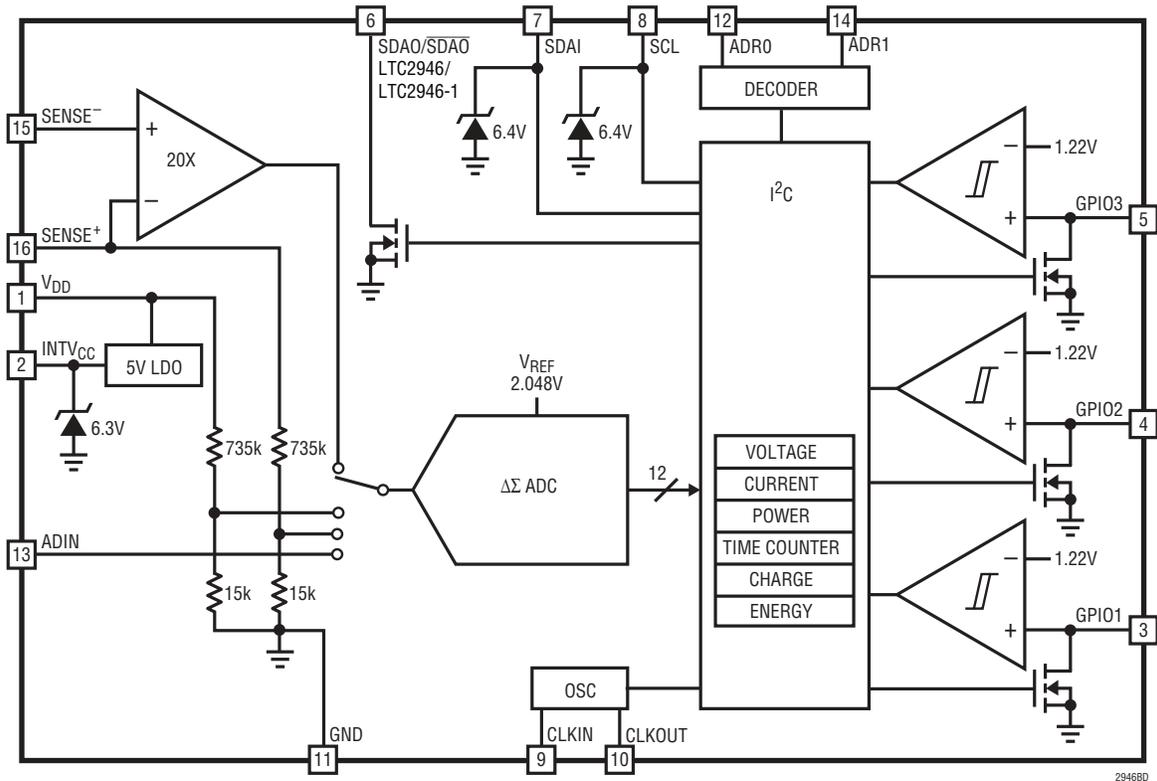 6
7
8
12
14
SDAO/SDAO
LTC2946/
LTC2946-1
SDAI
SCL
ADR0
ADR1
DECODER
15
SENSE−
+
20X
−
6.4V
6.4V
I2C
−
1.22V
+
GPIO3
5
16
SENSE+
1
VDD
2
INTVCC
5V LDO
6.3V
VREF
2.048V
−
1.22V
+
GPIO2
4
735k
735k
ΔΣ ADC
12
VOLTAGE
CURRENT
POWER
TIME COUNTER
CHARGE
ENERGY
13
ADIN
15k
15k
−
1.22V
+
GPIO1
3
OSC
GND
11
CLKIN
9
CLKOUT
10
2946BD